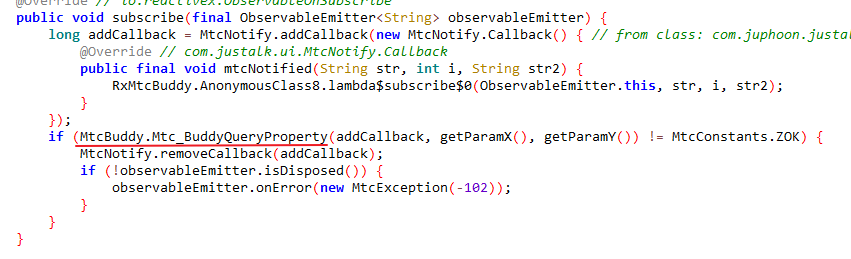 @Override // io.reactivex.ObservableOnSubscribe
public void subscribe(final ObservableEmitter<String> observableEmitter) {
    long addCallback = MtcNotify.addCallback(new MtcNotify.Callback() { // from class: com.juphoon.justal
        @Override // com.justalk.ui.MtcNotify.Callback
        public final void mtcNotified(String str, int i, String str2) {
            RxMtcBuddy.AnonymousClass8.lambda$subscribe$0(ObservableEmitter.this, str, i, str2);
        }
    });
    if (MtcBuddy.Mtc_BuddyQueryProperty(addCallback, getParamX(), getParamY()) != MtcConstants.ZOK) {
        MtcNotify.removeCallback(addCallback);
        if (!observableEmitter.isDisposed()) {
            observableEmitter.onError(new MtcException(-102));
        }
    }
}